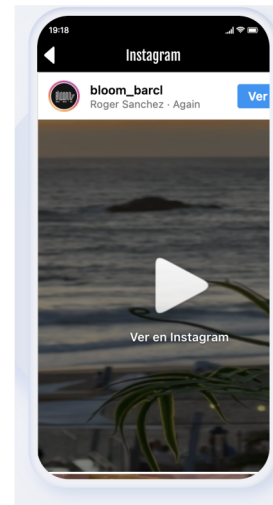 19:18
Instagram
bloom_barcl
Roger Sanchez · Again
Ver
Ver en Instagram